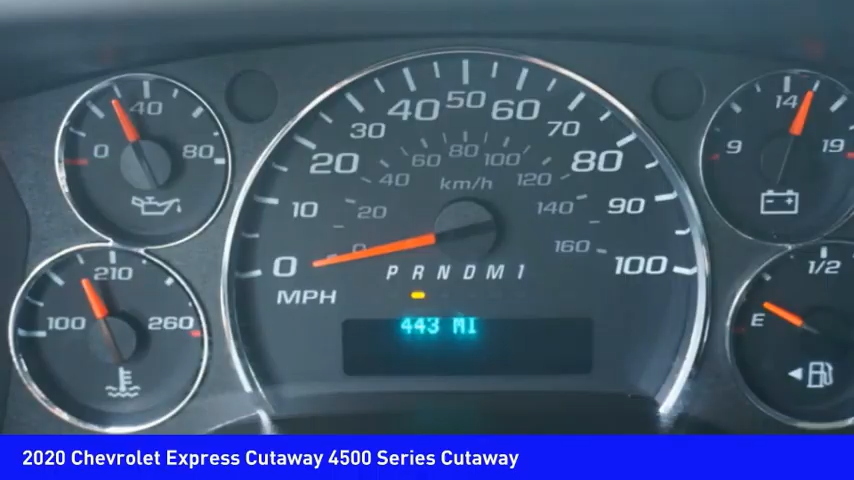 0 40 80
100 210 260
0 10 20 30 40 50 60 70 80 90 100
0 20 40 60 80 100 120 140 160
km/h
MPH
P R N D M 1
443 MI
9 14 19
E 1/2
2020 Chevrolet Express Cutaway 4500 Series Cutaway